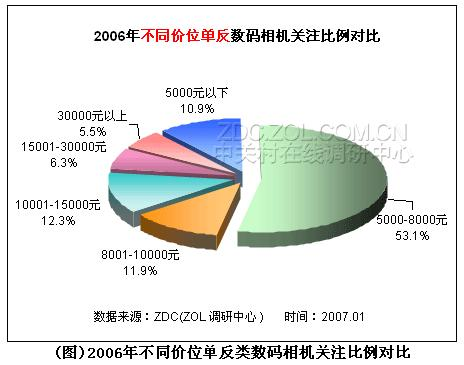 2006年不同价位单反数码相机关注比例对比
5000元以下
10.9%
30000元以上
5.5%
15001-30000元
6.3%
10001-15000元
12.3%
8001-10000元
11.9%
5000-8000元
53.1%
ZDC.ZOL.COM.CN
中关村在线调研中心
数据来源：ZDC(ZOL调研中心) 时间：2007.01
(图)2006年不同价位单反类数码相机关注比例对比